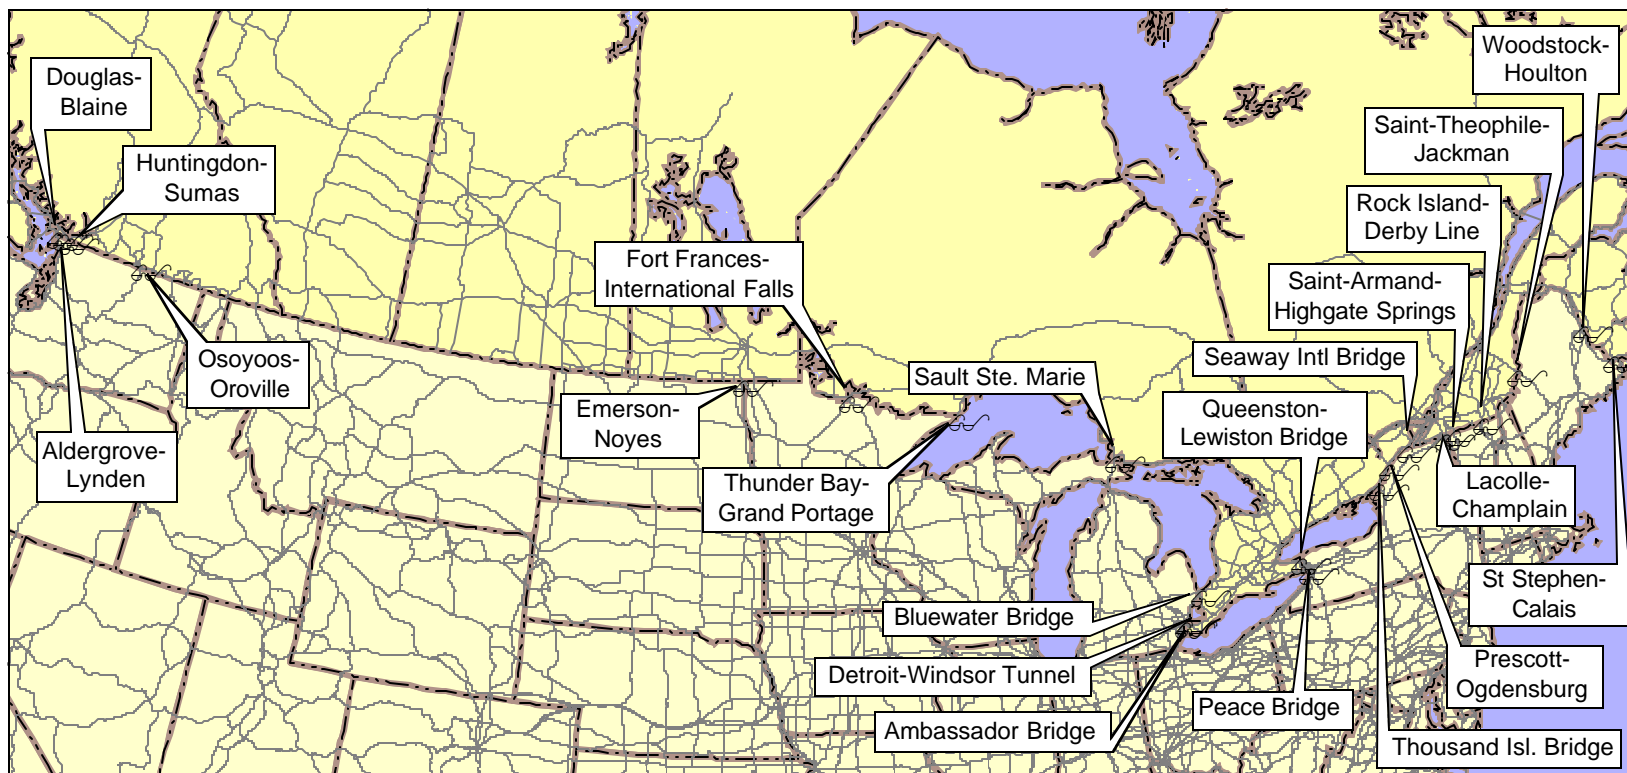 Woodstock-
Houlton
Douglas-
Blaine
Saint-Theophile-
Jackman
Huntingdon-
Sumas
Rock Island-
Derby Line
Fort Frances-
International Falls
Saint-Armand-
Highgate Springs
Osoyoos-
Oroville
Seaway Intl Bridge
Sault Ste. Marie
Emerson-
Noyes
Queenston-
Lewiston Bridge
Aldergrove-
Lynden
Thunder Bay-
Grand Portage
Lacolle-
Champlain
St Stephen-
Calais
Bluewater Bridge
Detroit-Windsor Tunnel
Prescott-
Ogdensburg
Peace Bridge
Ambassador Bridge
Thousand Isl. Bridge